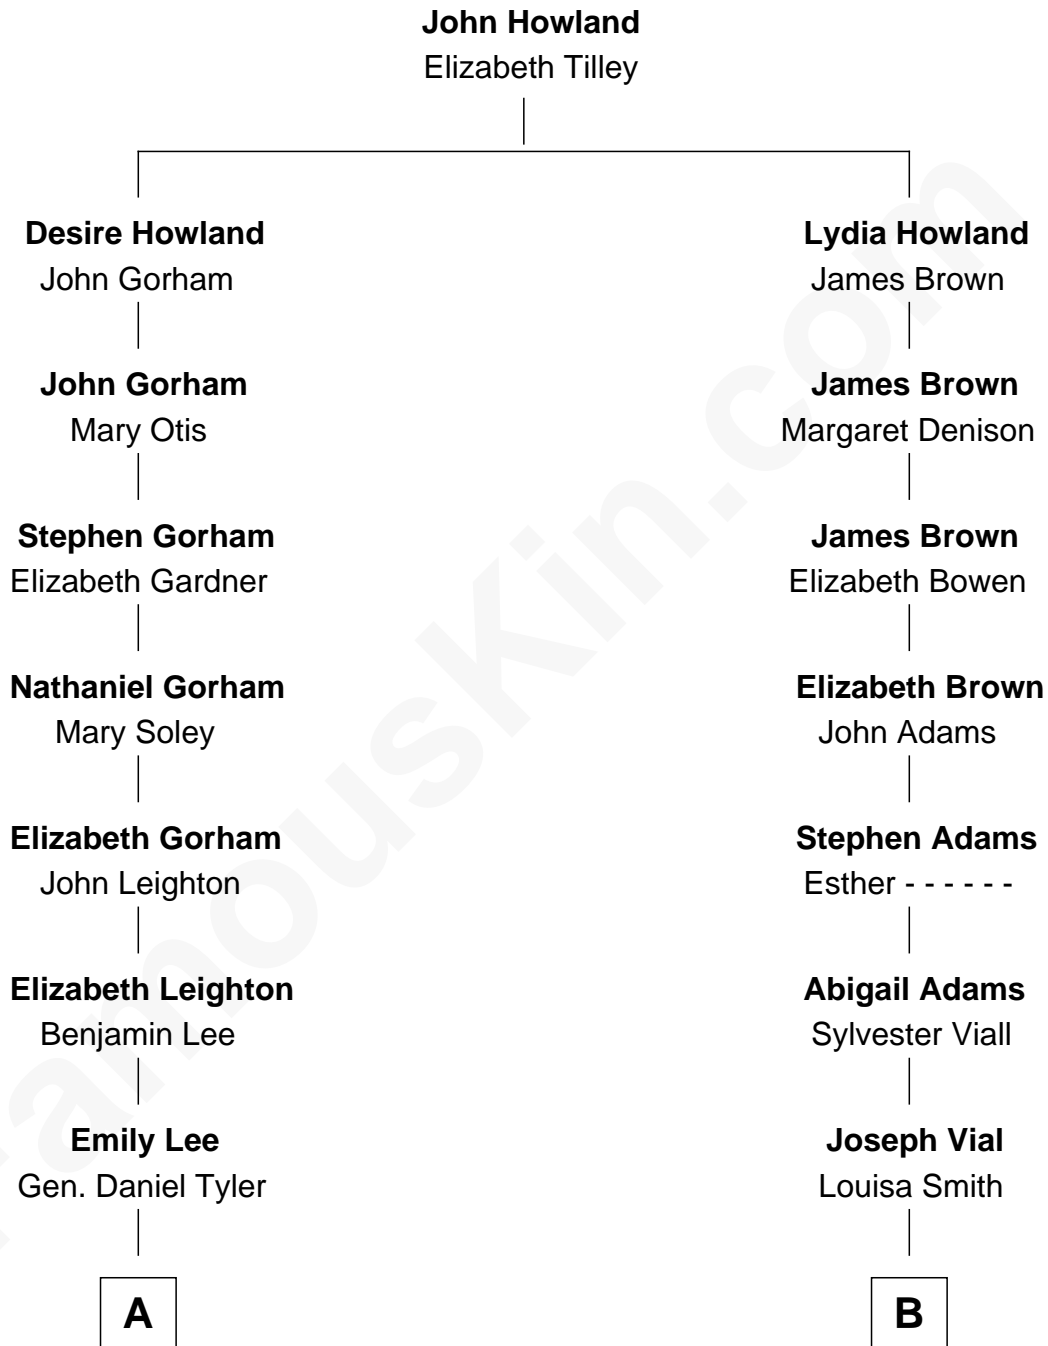 John Howland
Elizabeth Tilley
Desire Howland
John Gorham
Lydia Howland
James Brown
John Gorham
Mary Otis
James Brown
Margaret Denison
Stephen Gorham
Elizabeth Gardner
James Brown
Elizabeth Bowen
Nathaniel Gorham
Mary Soley
Elizabeth Brown
John Adams
Elizabeth Gorham
John Leighton
Stephen Adams
Esther - - - - - -
Elizabeth Leighton
Benjamin Lee
Abigail Adams
Sylvester Viall
Emily Lee
Gen. Daniel Tyler
Joseph Vial
Louisa Smith
A
B
FamousKin.com